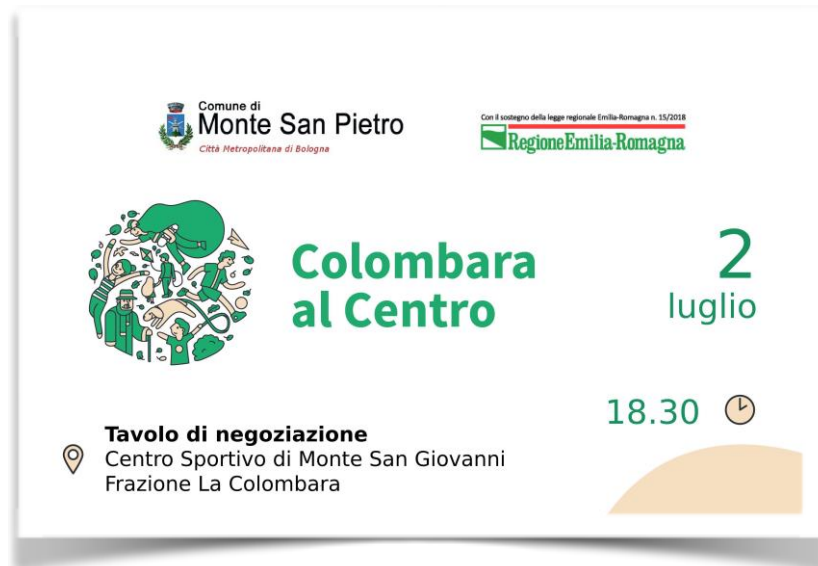 Comune di
Monte San Pietro
Città Metropolitana di Bologna
Con il sostegno della legge regionale Emilia-Romagna n. 15/2018
RegioneEmilia-Romagna
Colombara
al Centro
2
luglio
18.30
Tavolo di negoziazione
Centro Sportivo di Monte San Giovanni
Frazione La Colombara